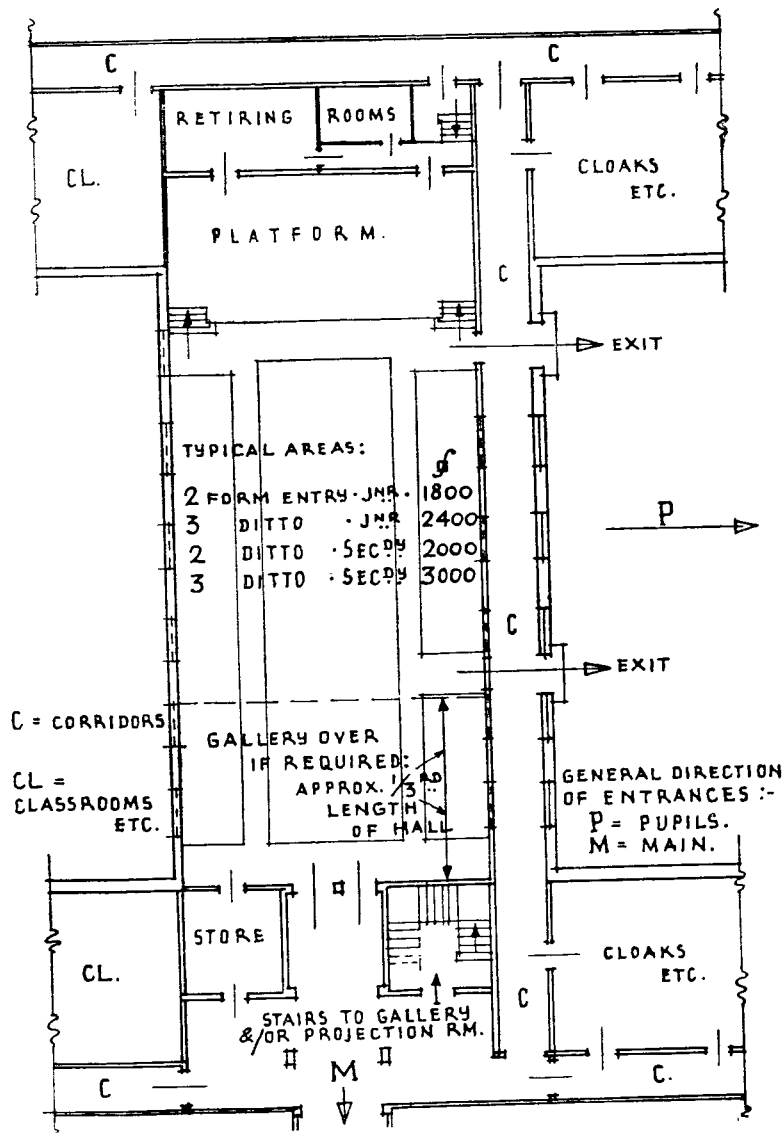 C
C
RETIRING ROOMS
CL.
CLOAKS
ETC.
PLATFORM.
C
EXIT
TYPICAL AREAS:
2 FORM ENTRY · JNR · 1800
3 DITTO · JNR 2400
2 DITTO · SECDY 2000
3 DITTO · SECDY 3000
P
C
EXIT
C = CORRIDORS
CL =
CLASSROOMS
ETC.
GALLERY OVER
IF REQUIRED:
APPROX. 1/3 RD
LENGTH
OF HALL
GENERAL DIRECTION
OF ENTRANCES :-
P = PUPILS.
M = MAIN.
STORE
CL.
CLOAKS
ETC.
C
STAIRS TO GALLERY
&/OR PROJECTION RM.
C
M
C.